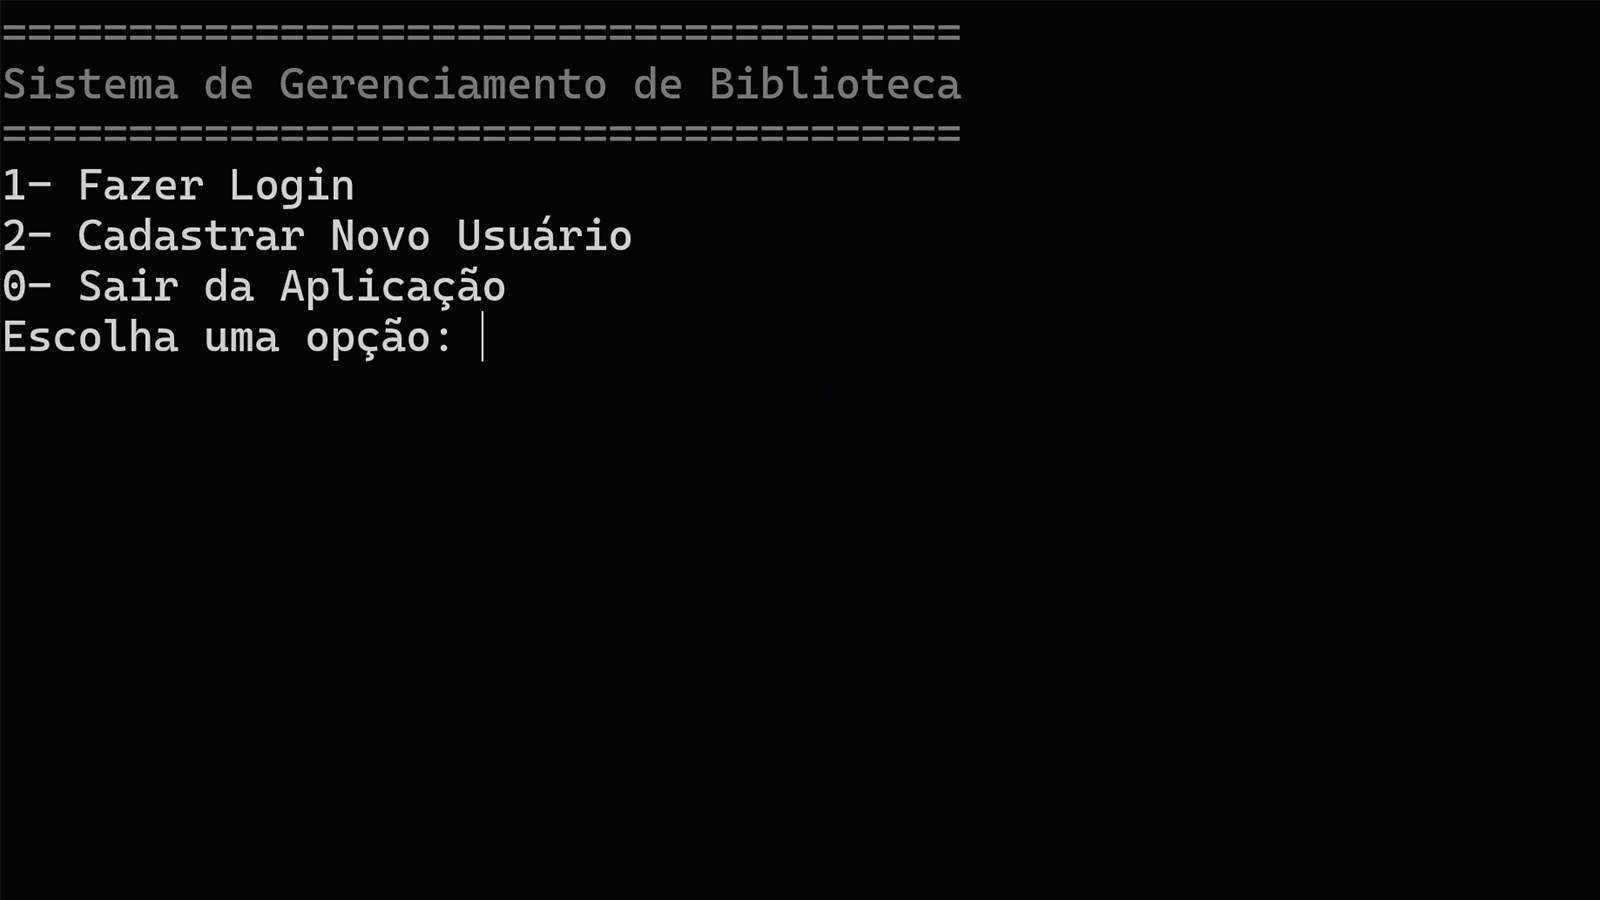 ======================================
Sistema de Gerenciamento de Biblioteca
======================================
1- Fazer Login
2- Cadastrar Novo Usuário
0- Sair da Aplicação
Escolha uma opção: